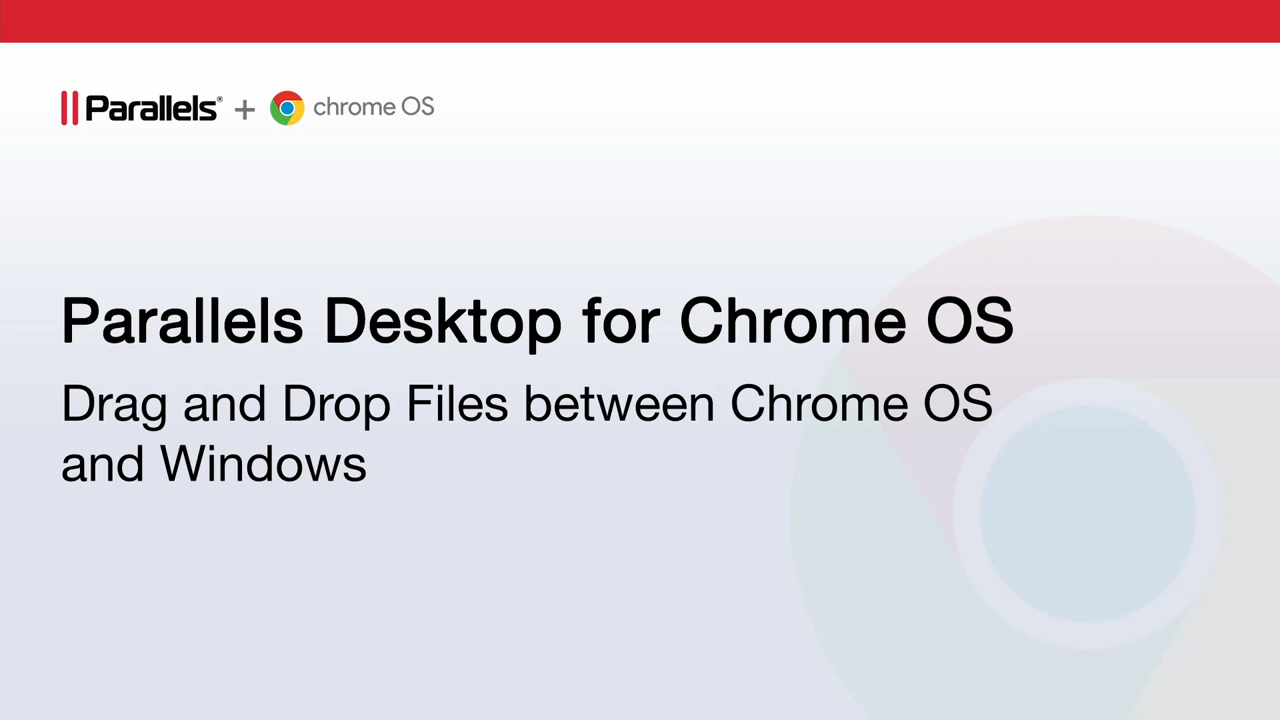 Parallels® + chrome OS
Parallels Desktop for Chrome OS
Drag and Drop Files between Chrome OS
and Windows